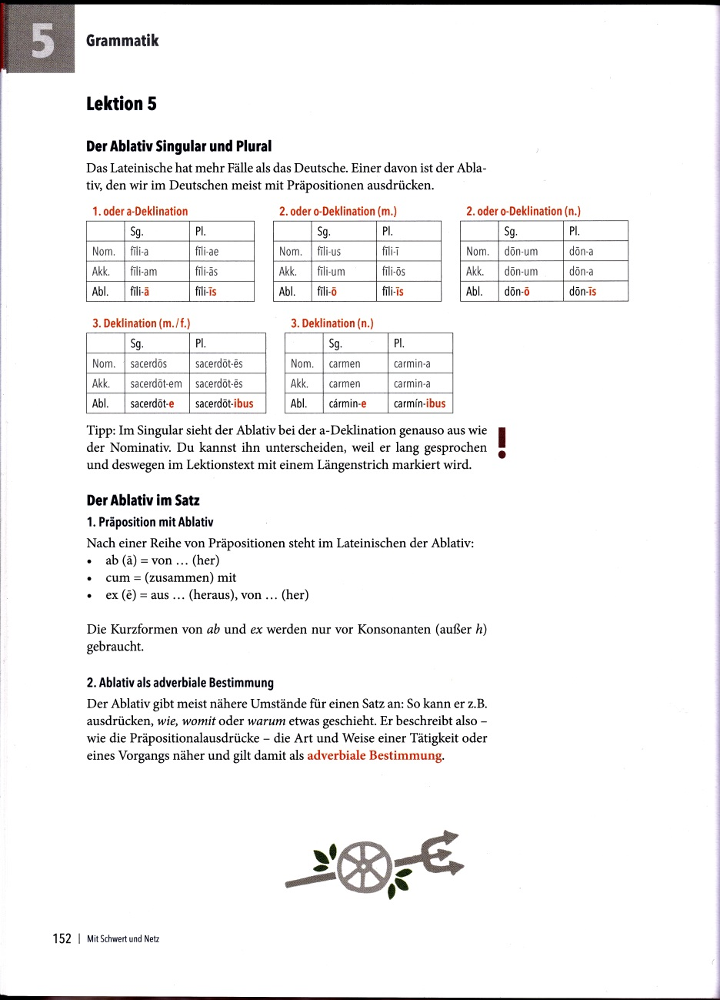 5
Grammatik
Lektion 5
Der Ablativ Singular und Plural
Das Lateinische hat mehr Fälle als das Deutsche. Einer davon ist der Abla-
tiv, den wir im Deutschen meist mit Präpositionen ausdrücken.
1. oder a-Deklination
Sg. Pl.
Nom. fīli-a fīli-ae
Akk. fīli-am fīli-ās
Abl. fīli-ā fīli-īs
2. oder o-Deklination (m.)
Sg. Pl.
Nom. fīli-us fīli-ī
Akk. fīli-um fīli-ōs
Abl. fīli-ō fīli-īs
2. oder o-Deklination (n.)
Sg. Pl.
Nom. dōn-um dōn-a
Akk. dōn-um dōn-a
Abl. dōn-ō dōn-īs
3. Deklination (m./f.)
Sg. Pl.
Nom. sacerdōs sacerdōt-ēs
Akk. sacerdōt-em sacerdōt-ēs
Abl. sacerdōt-e sacerdōt-ibus
3. Deklination (n.)
Sg. Pl.
Nom. carmen carmin-a
Akk. carmen carmin-a
Abl. cármin-e carmín-ibus
Tipp: Im Singular sieht der Ablativ bei der a-Deklination genauso aus wie
der Nominativ. Du kannst ihn unterscheiden, weil er lang gesprochen
und deswegen im Lektionstext mit einem Längenstrich markiert wird.
!
Der Ablativ im Satz
1. Präposition mit Ablativ
Nach einer Reihe von Präpositionen steht im Lateinischen der Ablativ:
• ab (ā) = von … (her)
• cum = (zusammen) mit
• ex (ē) = aus … (heraus), von … (her)
Die Kurzformen von ab und ex werden nur vor Konsonanten (außer h)
gebraucht.
2. Ablativ als adverbiale Bestimmung
Der Ablativ gibt meist nähere Umstände für einen Satz an: So kann er z.B.
ausdrücken, wie, womit oder warum etwas geschieht. Er beschreibt also –
wie die Präpositionalausdrücke – die Art und Weise einer Tätigkeit oder
eines Vorgangs näher und gilt damit als adverbiale Bestimmung.
152 | Mit Schwert und Netz